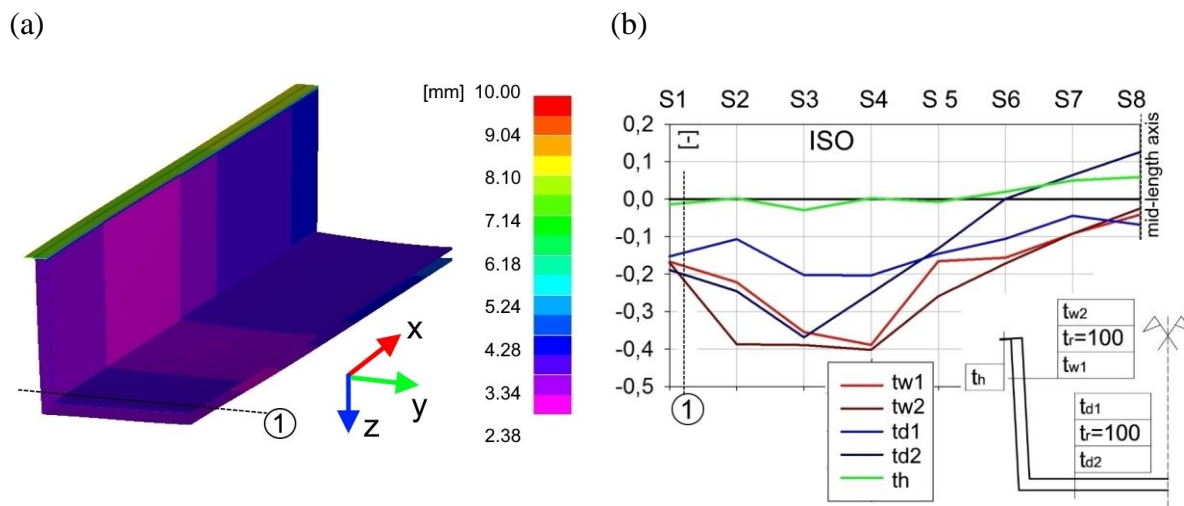 (a)
(b)
[mm] 10.00
9.04
8.10
7.14
6.18
5.24
4.28
3.34
2.38
x
y
z
1
S1 S2 S3 S4 S 5 S6 S7 S8
[-] ISO
0,2
0,1
0,0
-0,1
-0,2
-0,3
-0,4
-0,5
mid-length axis
1
tw1
tw2
td1
td2
th
tw2
tr=100
tw1
th
td1
tr=100
td2